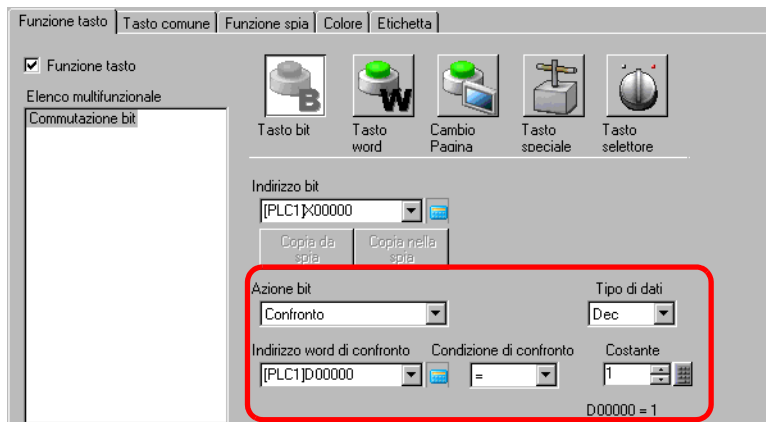 Funzione tasto Tasto comune Funzione spia Colore Etichetta
Funzione tasto
Elenco multifunzionale
Commutazione bit
B
W
Tasto bit
Tasto word
Cambio Pagina
Tasto speciale
Tasto selettore
Indirizzo bit
[PLC1]X00000
Copia da spia
Copia nella spia
Azione bit
Tipo di dati
Confronto
Dec
Indirizzo word di confronto
Condizione di confronto
Costante
[PLC1]D00000
=
1
D00000 = 1